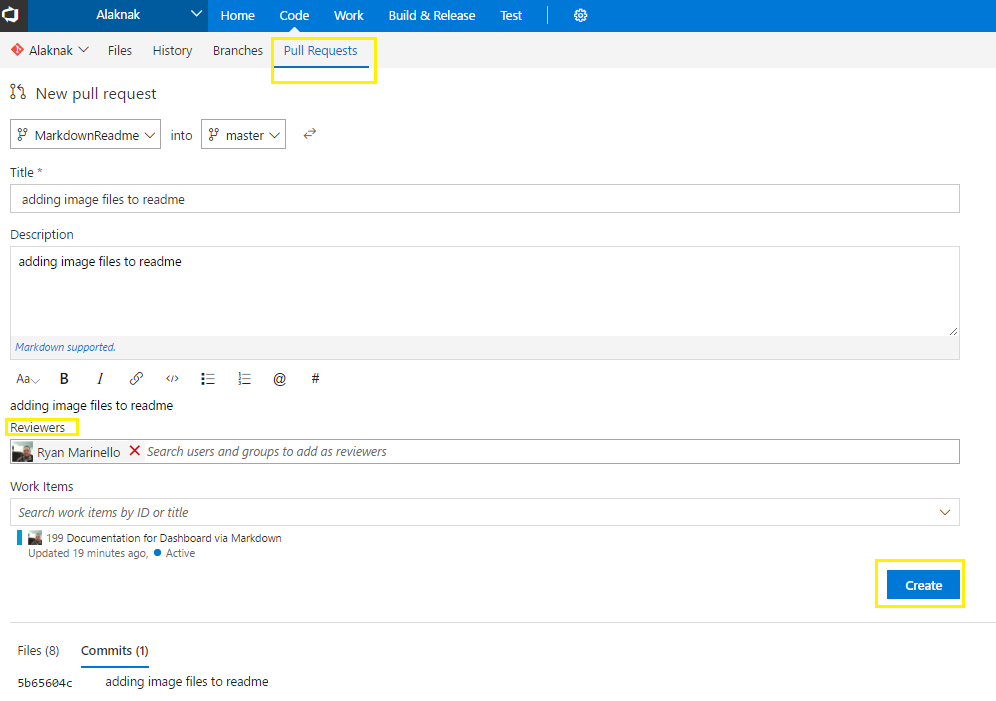 Alaknak Home Code Work Build & Release Test
Alaknak Files History Branches Pull Requests
New pull request
MarkdownReadme into master
Title *
adding image files to readme
Description
adding image files to readme
Markdown supported.
Aa B I </> @ #
adding image files to readme
Reviewers
Ryan Marinello Search users and groups to add as reviewers
Work Items
Search work items by ID or title
199 Documentation for Dashboard via Markdown
Updated 19 minutes ago, Active
Create
Files (8) Commits (1)
5b65604c adding image files to readme